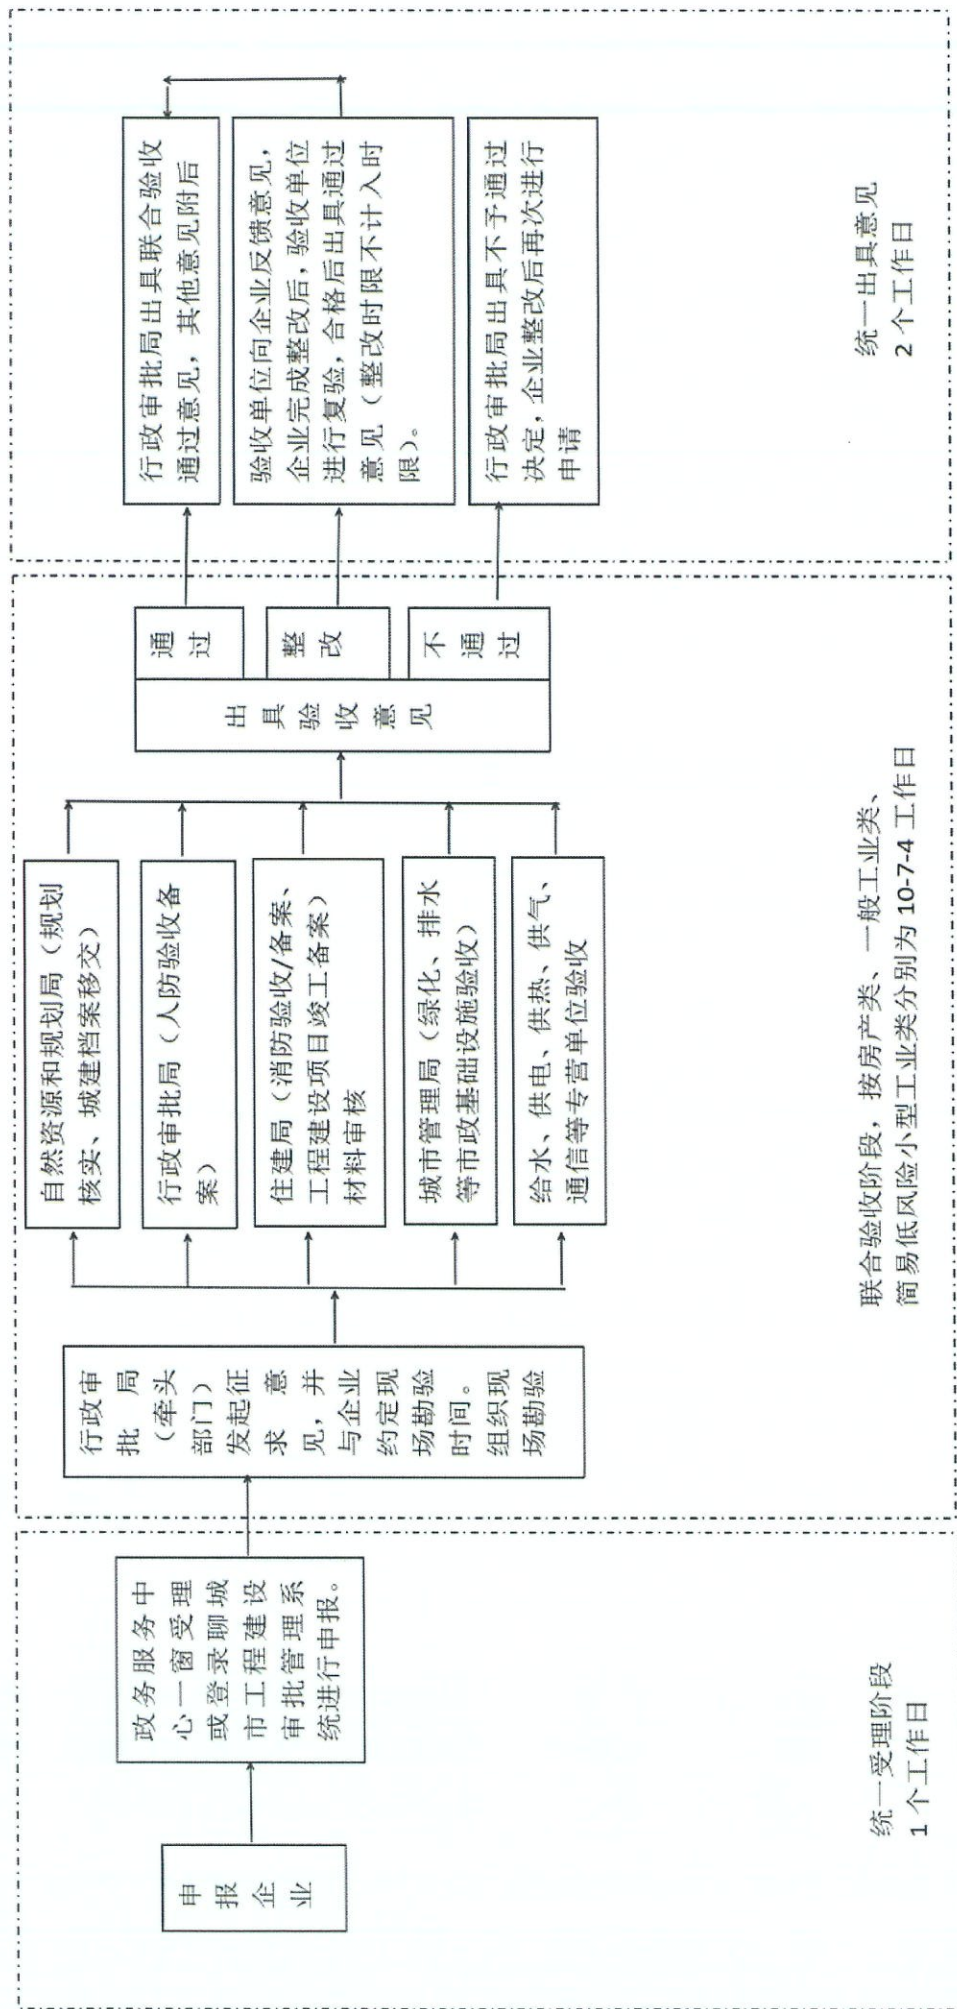 申
报
企
业
政务服务中
心一窗受理
或登录聊城
市工程建设
审批管理系
统进行申报。
统一受理阶段
1个工作日
行政审
批局
(牵头
部门)
发起征
求意
见，并
与企业
约定现
场勘验
时间。
组织现
场勘验
自然资源和规划局（规划
核实、城建档案移交）
行政审批局（人防验收备
案）
住建局（消防验收/备案、
工程建设项目竣工备案）
材料审核
城市管理局（绿化、排水
等市政基础设施验收）
给水、供电、供热、供气、
通信等专营单位验收
出
具
验
收
意
见
通
过
整
改
不
通
过
联合验收阶段，按房产类、一般工业类、
简易低风险小型工业类分别为10-7-4工作日
行政审批局出具联合验收
通过意见，其他意见附后
验收单位向企业反馈意见，
企业完成整改后，验收单位
进行复验，合格后出具通过
意见（整改时限不计入时
限）。
行政审批局出具不予通过
决定，企业整改后再次进行
申请
统一出具意见
2个工作日